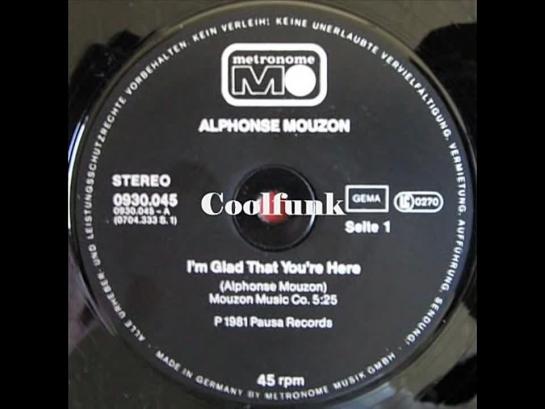 ALLE URHEBER- UND LEISTUNGSSCHUTZRECHTE VORBEHALTEN. KEIN VERLEIH! KEINE UNERLAUBTE VERVIELFÄLTIGUNG, VERMIETUNG, AUFFÜHRUNG, SENDUNG!
metronome
M
ALPHONSE MOUZON
STEREO
0930.045
0930.045 - A
(0704.333 S. 1)
Coolfunk
GEMA
LC 0270
Seite 1
I'm Glad That You're Here
(Alphonse Mouzon)
Mouzon Music Co. 5:25
P 1981 Pausa Records
45 rpm
· MADE IN GERMANY BY METRONOME MUSIK GMBH ·